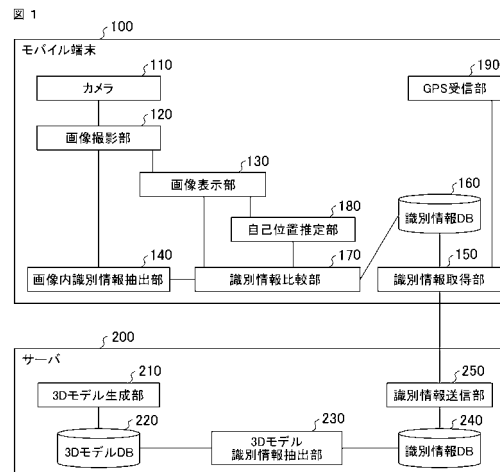 図 1
100
モバイル端末
110
カメラ
190
GPS受信部
120
画像撮影部
130
画像表示部
160
識別情報DB
180
自己位置推定部
140
画像内識別情報抽出部
170
識別情報比較部
150
識別情報取得部
200
サーバ
210
3Dモデル生成部
250
識別情報送信部
220
3DモデルDB
230
3Dモデル
識別情報抽出部
240
識別情報DB